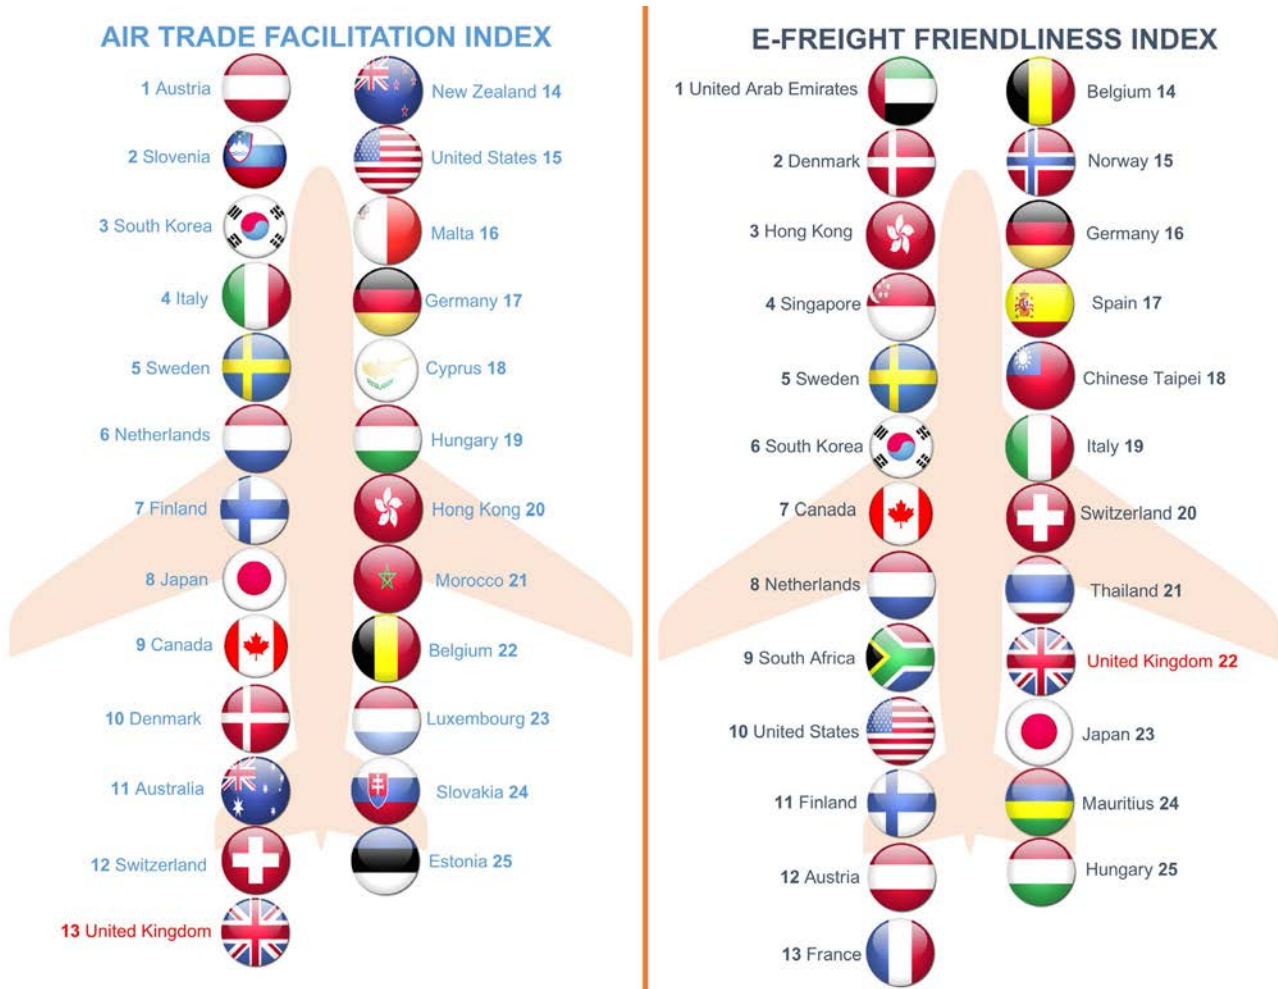 AIR TRADE FACILITATION INDEX
1 Austria
2 Slovenia
3 South Korea
4 Italy
5 Sweden
6 Netherlands
7 Finland
8 Japan
9 Canada
10 Denmark
11 Australia
12 Switzerland
13 United Kingdom
New Zealand 14
United States 15
Malta 16
Germany 17
Cyprus 18
Hungary 19
Hong Kong 20
Morocco 21
Belgium 22
Luxembourg 23
Slovakia 24
Estonia 25
E-FREIGHT FRIENDLINESS INDEX
1 United Arab Emirates
2 Denmark
3 Hong Kong
4 Singapore
5 Sweden
6 South Korea
7 Canada
8 Netherlands
9 South Africa
10 United States
11 Finland
12 Austria
13 France
Belgium 14
Norway 15
Germany 16
Spain 17
Chinese Taipei 18
Italy 19
Switzerland 20
Thailand 21
United Kingdom 22
Japan 23
Mauritius 24
Hungary 25